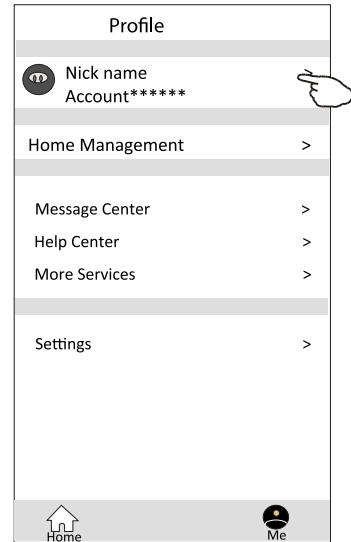 Profile
Nick name
Account******
Home Management >
Message Center >
Help Center >
More Services >
Settings >
Home Me